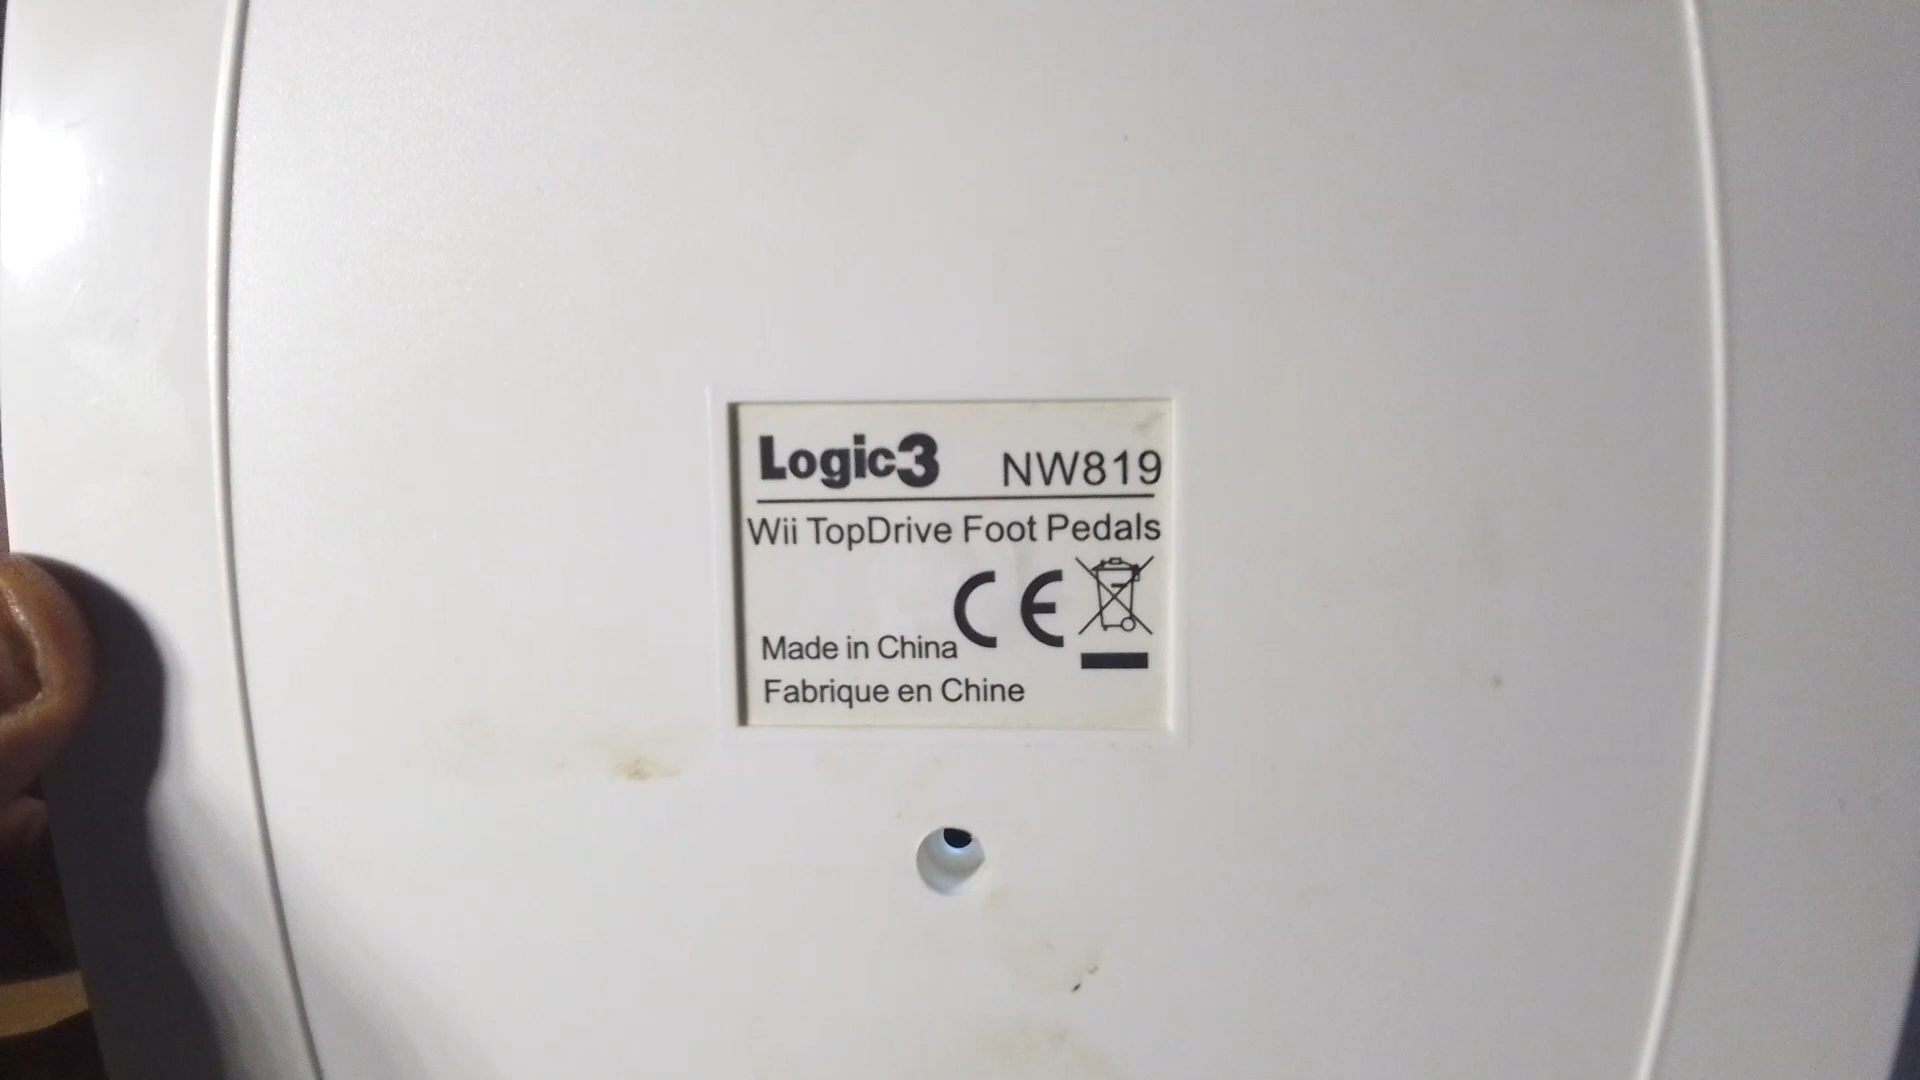 Logic3 NW819
Wii TopDrive Foot Pedals
CE
Made in China
Fabrique en Chine